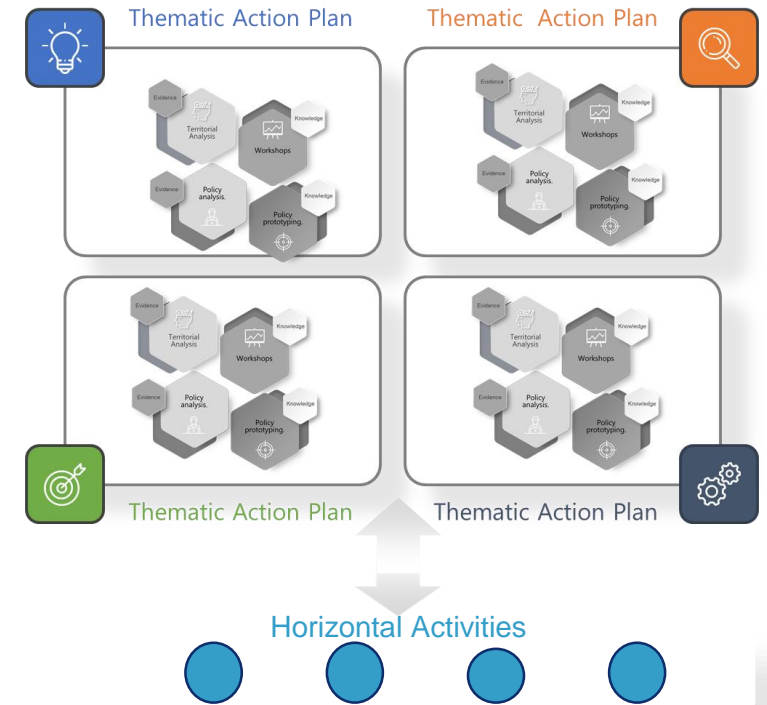 Thematic Action Plan
Thematic Action Plan
Evidence
Territorial
Analysis
Knowledge
Workshops
Evidence
Policy
analysis.
Knowledge
Policy
prototyping.
Evidence
Territorial
Analysis
Knowledge
Workshops
Evidence
Policy
analysis.
Knowledge
Policy
prototyping.
Evidence
Territorial
Analysis
Knowledge
Workshops
Evidence
Policy
analysis.
Knowledge
Policy
prototyping.
Evidence
Territorial
Analysis
Knowledge
Workshops
Evidence
Policy
analysis.
Knowledge
Policy
prototyping.
Thematic Action Plan
Thematic Action Plan
Horizontal Activities